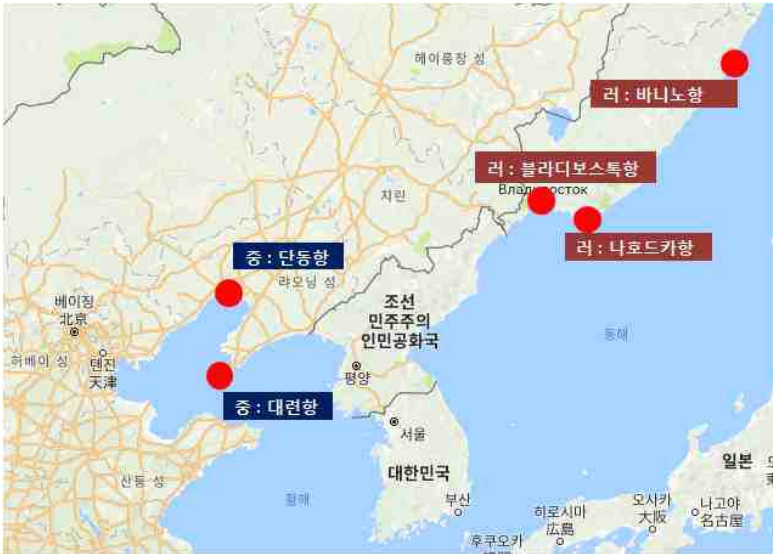 헤이룽장 성
러 : 바니노항
러 : 블라디보스톡항
지린
러 : 나호드카항
중 : 단동항
랴오닝 성
베이징
北京
조선
민주주의
인민공화국
동해
허베이 성
톈진
天津
평양
중 : 대련항
서울
대한민국
일본
산둥 성
황해
부산
히로시마
広島
오사카
大阪
나고야
名古屋
후쿠오카